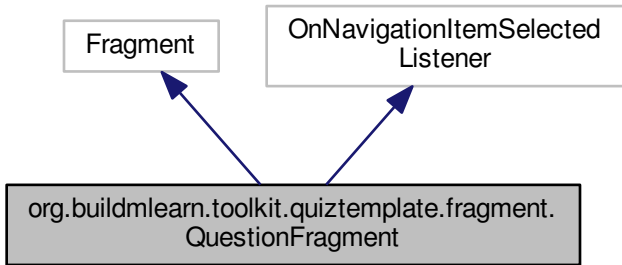 Fragment
OnNavigationItemSelected
Listener
org.buildmlearn.toolkit.quiztemplate.fragment.
QuestionFragment